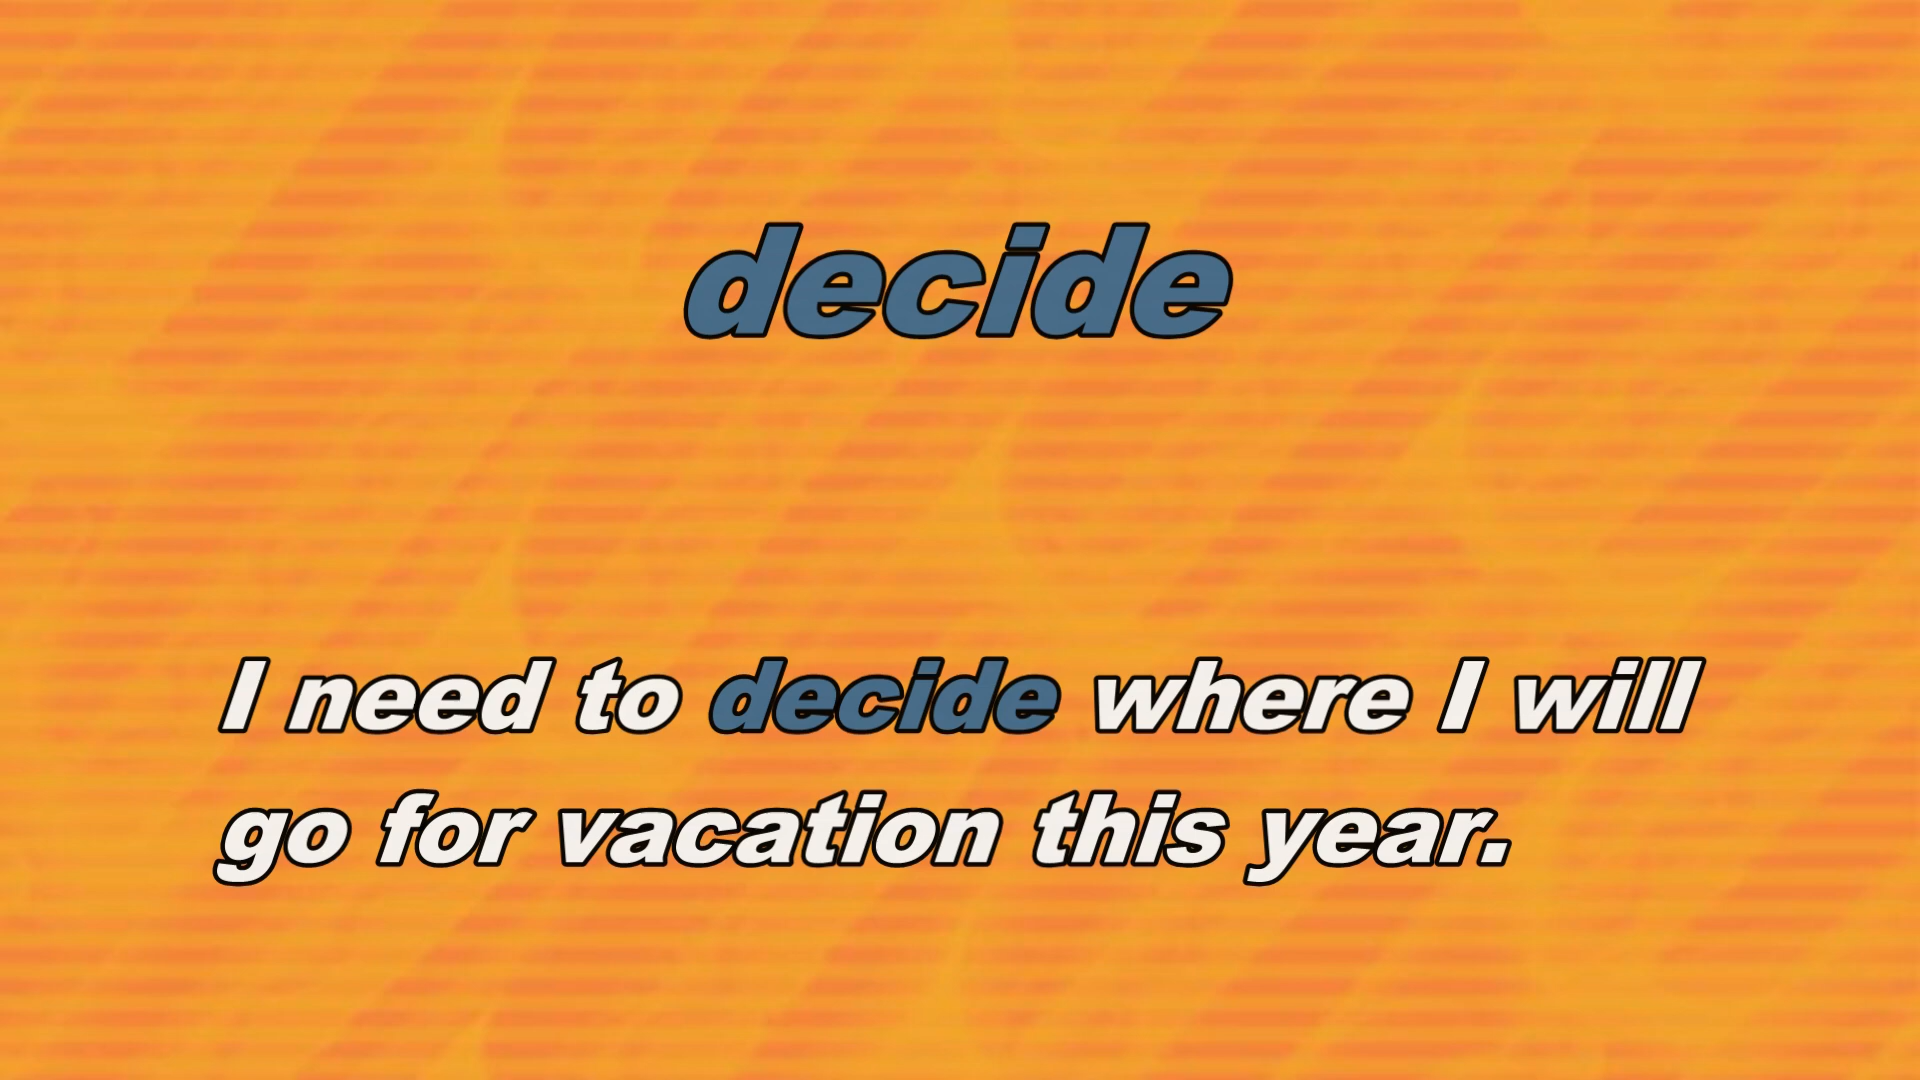 decide
I need to decide where I will
go for vacation this year.